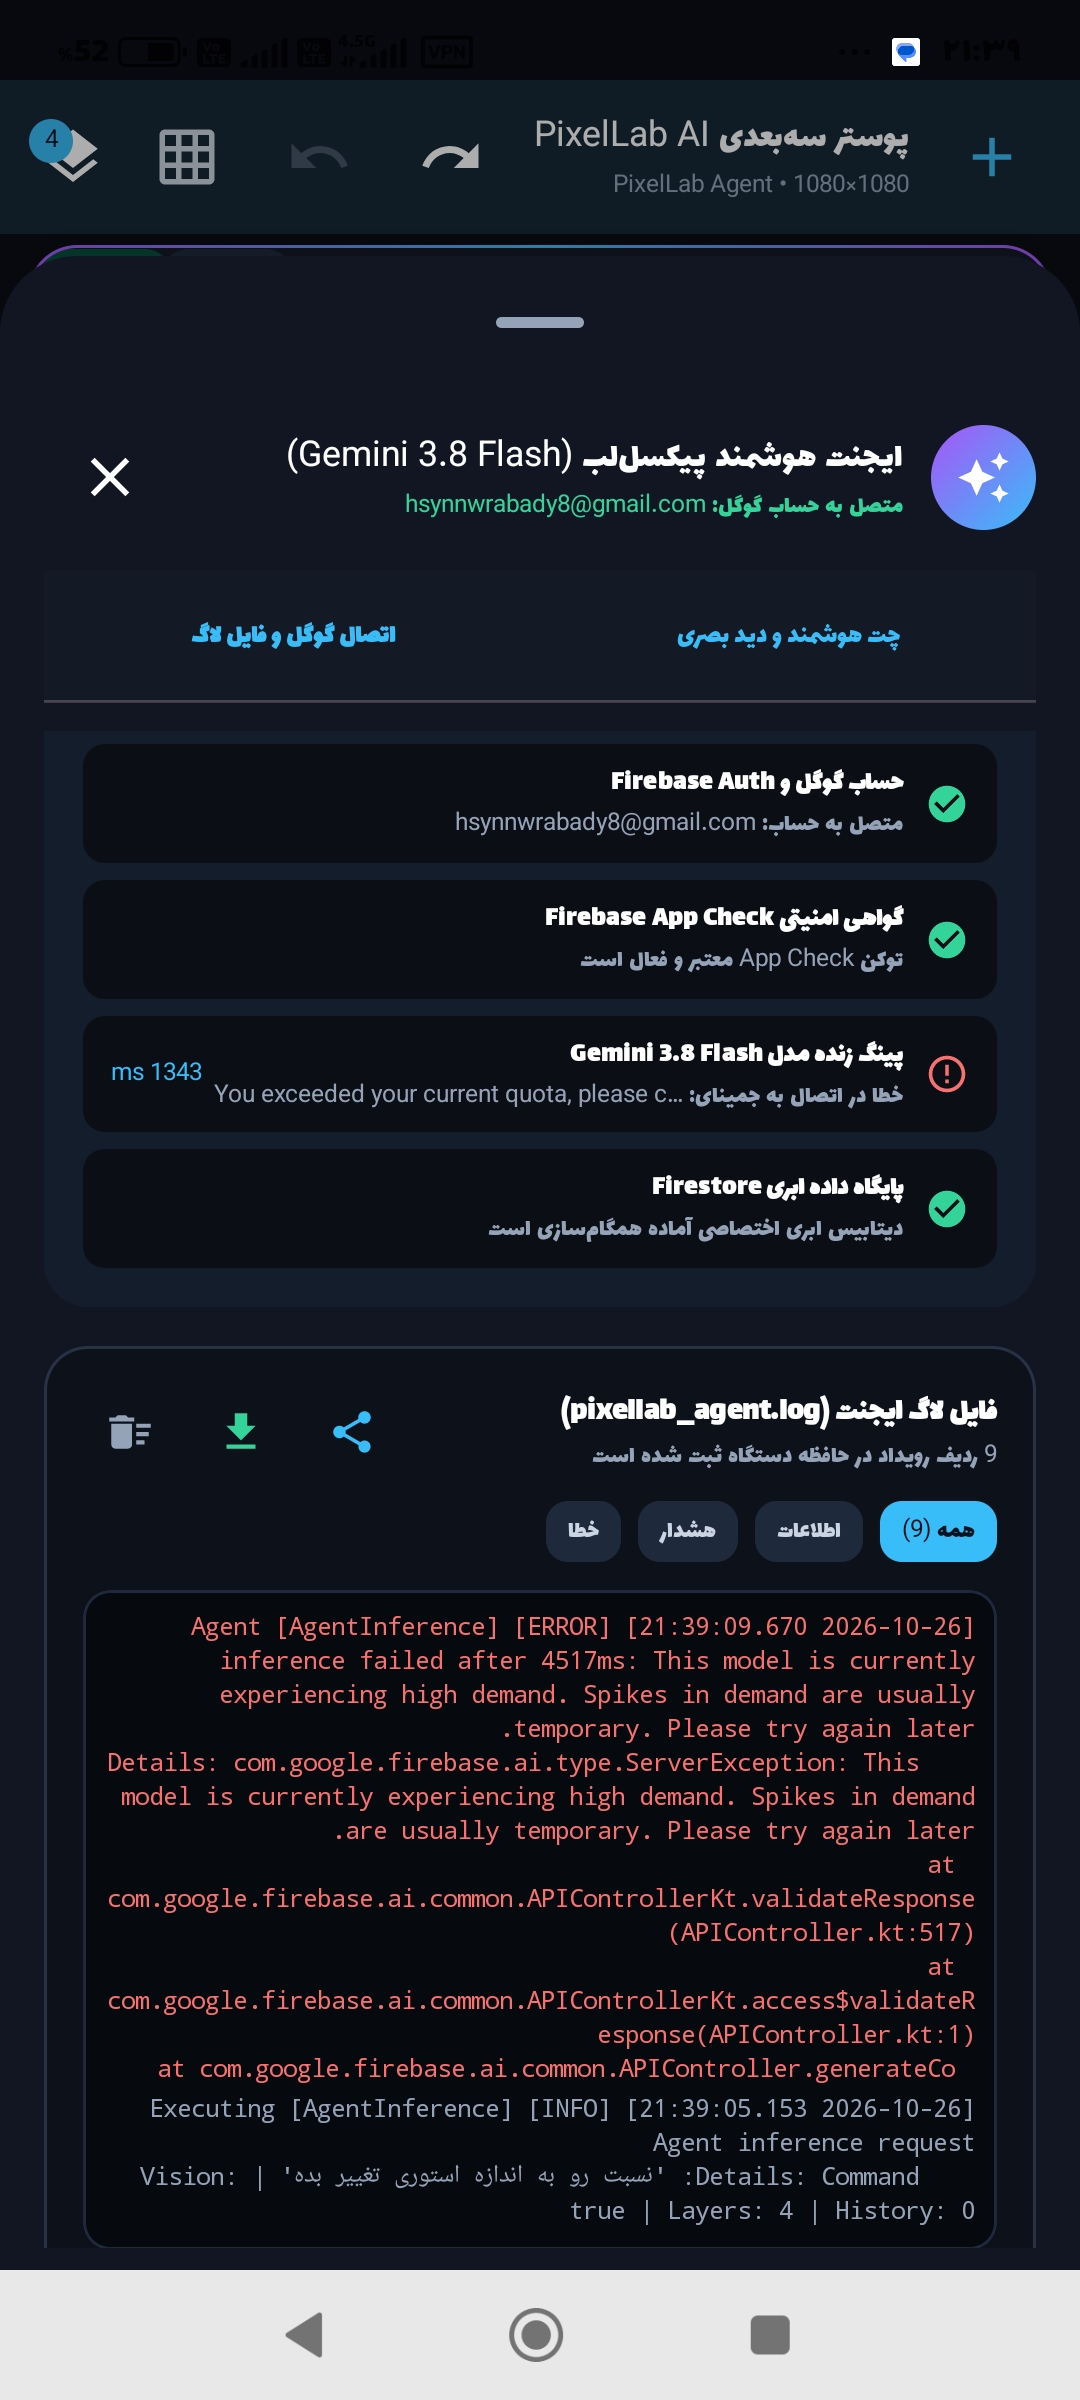 %52 Vo LTE Vo LTE 4.5G VPN ۲۱:۳۹
4
پوستر سه‌بعدی PixelLab AI
PixelLab Agent • 1080×1080
ایجنت هوشمند پیکسل‌لب (Gemini 3.8 Flash)
متصل به حساب گوگل: hsynnwrabady8@gmail.com
چت هوشمند و دید بصری
اتصال گوگل و فایل لاگ
حساب گوگل و Firebase Auth
متصل به حساب: hsynnwrabady8@gmail.com
گواهی امنیتی Firebase App Check
توکن App Check معتبر و فعال است
پینگ زنده مدل Gemini 3.8 Flash
خطا در اتصال به جمینای: You exceeded your current quota, please c...
1343 ms
پایگاه داده ابری Firestore
دیتابیس ابری اختصاصی آماده همگام‌سازی است
فایل لاگ ایجنت (pixellab_agent.log)
9 ردیف رویداد در حافظه دستگاه ثبت شده است
همه (9)
اطلاعات
هشدار
خطا
[2026-10-26 21:39:09.670] [ERROR] [AgentInference] Agent
inference failed after 4517ms: This model is currently
experiencing high demand. Spikes in demand are usually
temporary. Please try again later.
Details: com.google.firebase.ai.type.ServerException: This
model is currently experiencing high demand. Spikes in demand
are usually temporary. Please try again later.
at
com.google.firebase.ai.common.APIControllerKt.validateResponse
(APIController.kt:517)
at
com.google.firebase.ai.common.APIControllerKt.access$validateR
esponse(APIController.kt:1)
at com.google.firebase.ai.common.APIController.generateCo
[2026-10-26 21:39:05.153] [INFO] [AgentInference] Executing
Agent inference request
Details: Command: 'نسبت رو به اندازه استوری تغییر بده' | Vision:
true | Layers: 4 | History: 0